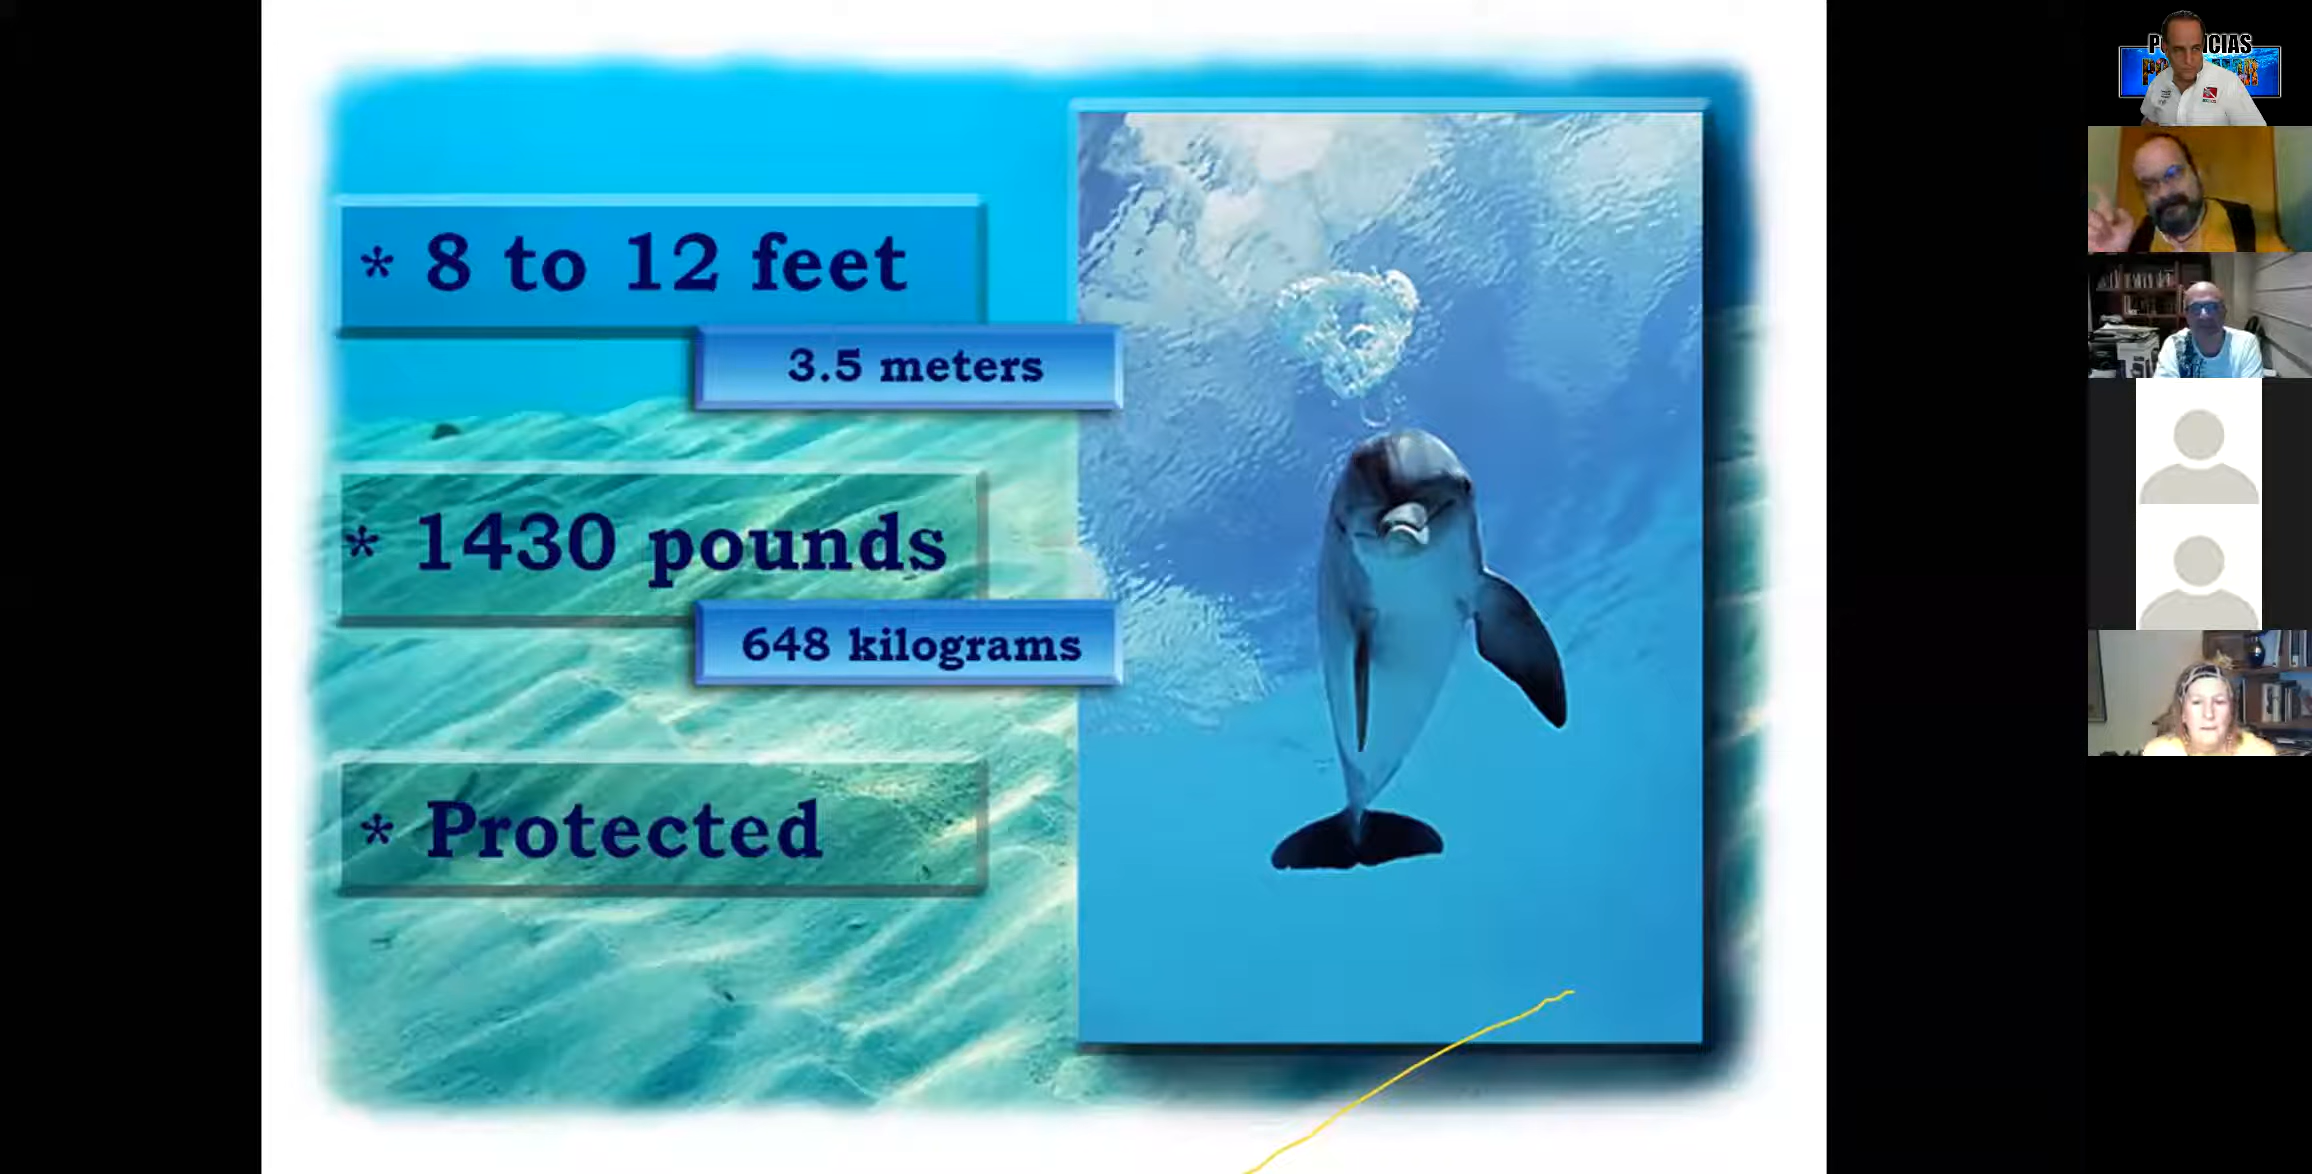 * 8 to 12 feet
3.5 meters
* 1430 pounds
648 kilograms
* Protected